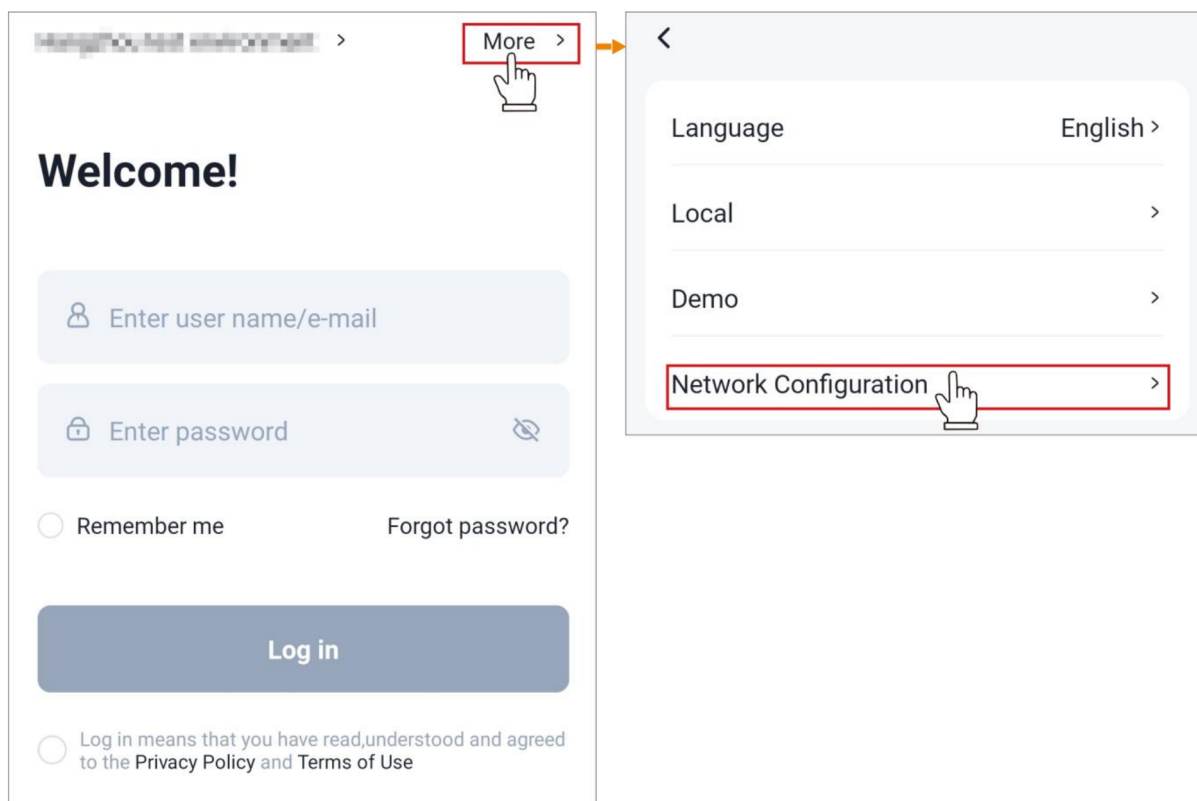 More >
Welcome!
Enter user name/e-mail
Enter password
Remember me
Forgot password?
Log in
Log in means that you have read,understood and agreed
to the Privacy Policy and Terms of Use
Language
English >
Local >
Demo >
Network Configuration >